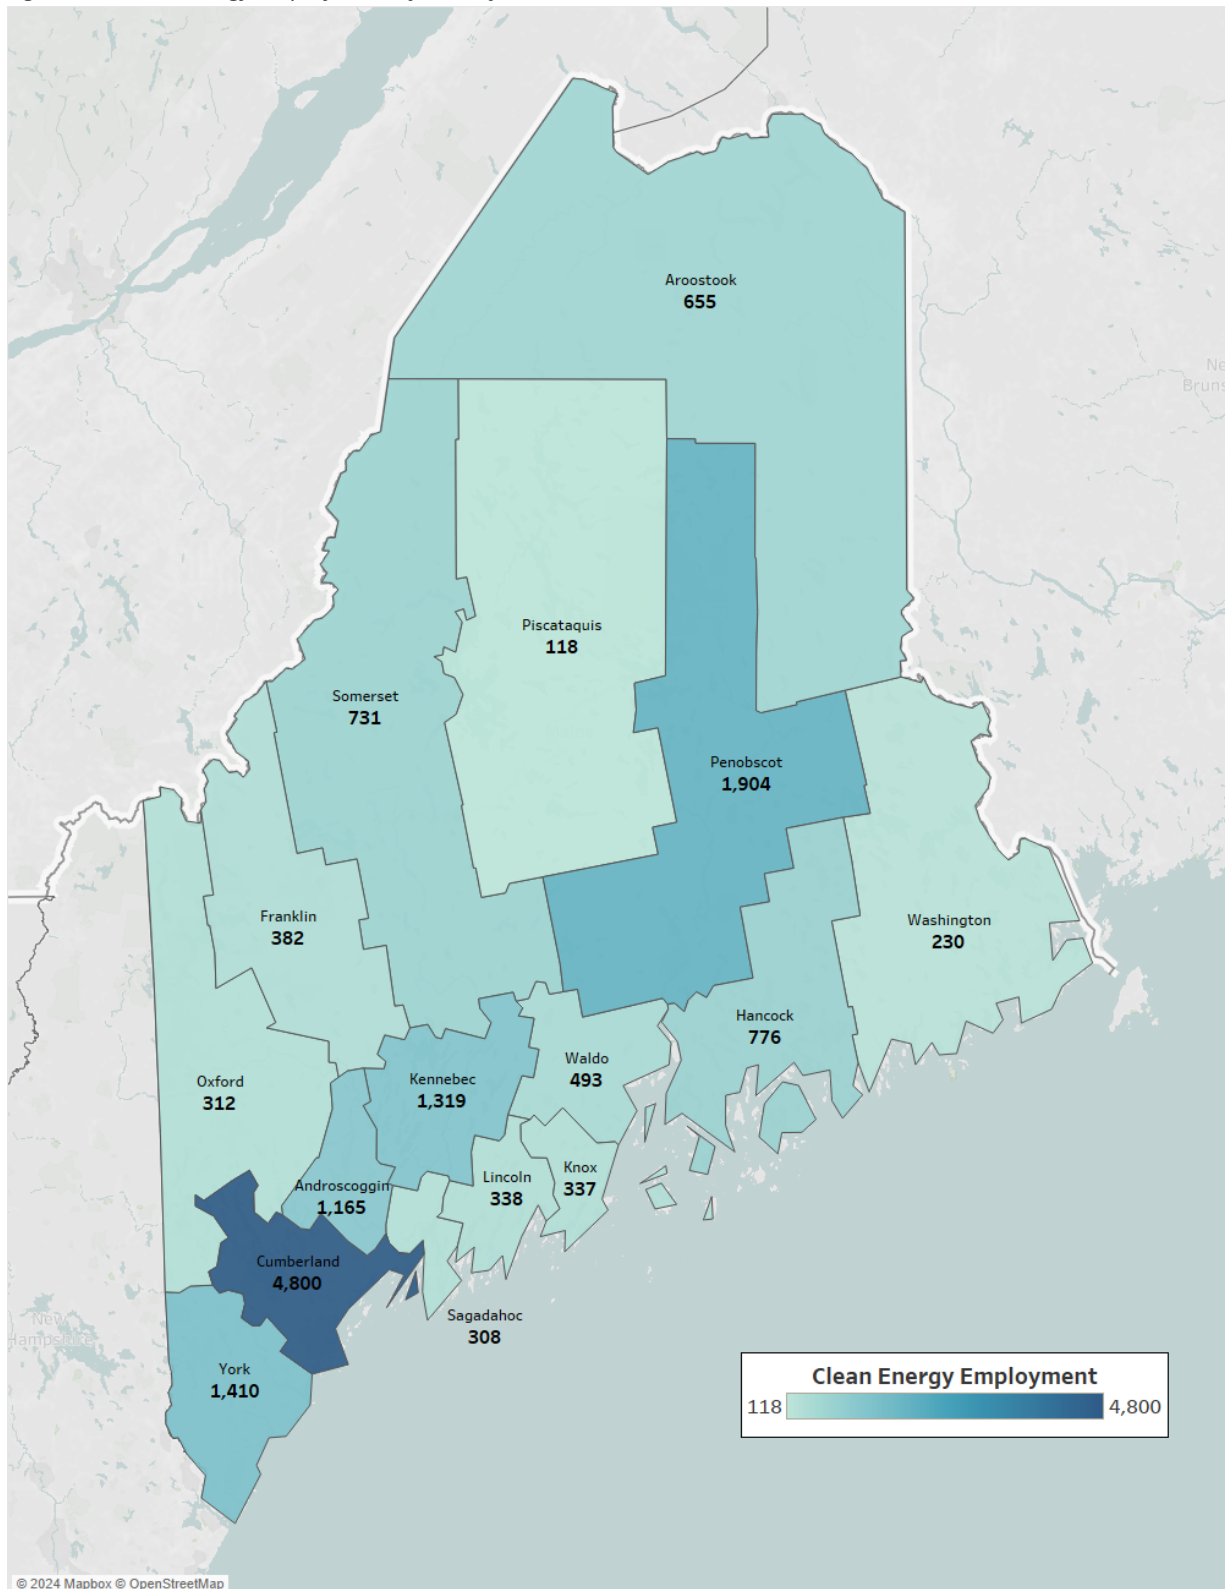 Aroostook
655
Piscataquis
118
Somerset
731
Penobscot
1,904
Franklin
382
Washington
230
Hancock
776
Waldo
493
Kennebec
1,319
Oxford
312
Knox
337
Lincoln
338
Androscoggin
1,165
Cumberland
4,800
Sagadahoc
308
York
1,410
New
Hampshire
Clean Energy Employment
118
4,800
© 2024 Mapbox © OpenStreetMap